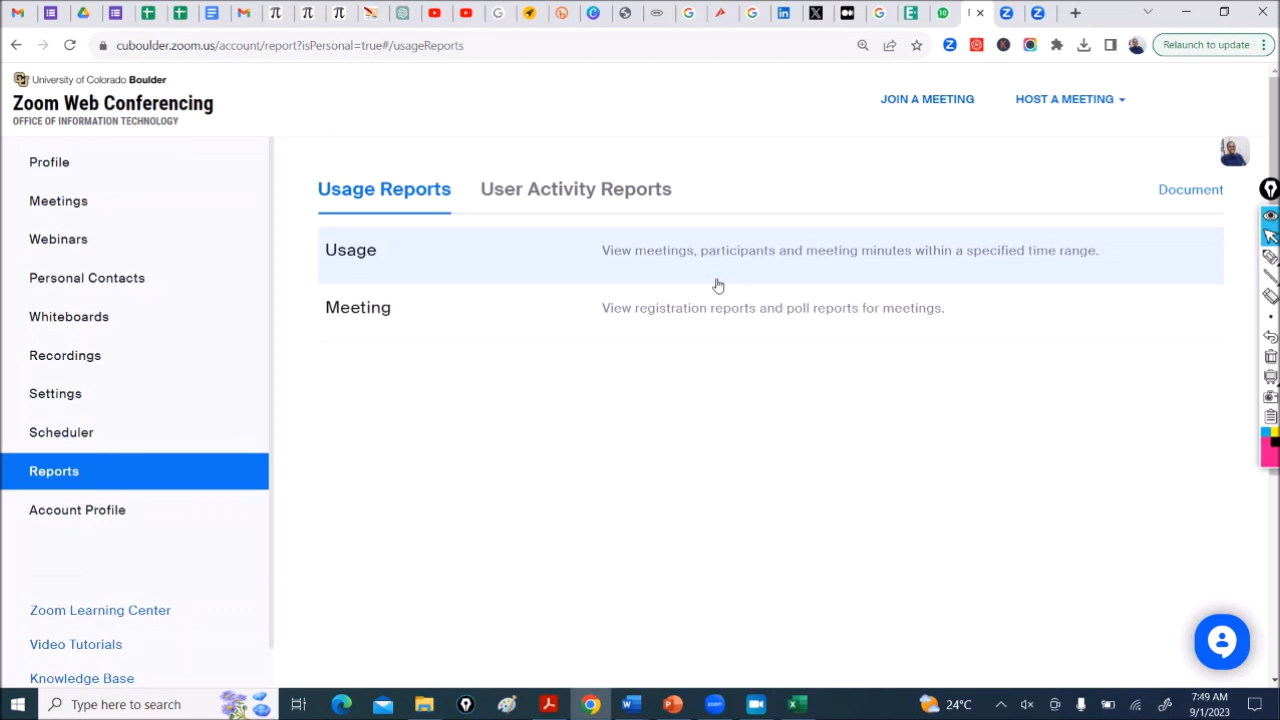 cuboulder.zoom.us/account/report?isPersonal=true#/usageReports
Relaunch to update
University of Colorado Boulder
Zoom Web Conferencing
OFFICE OF INFORMATION TECHNOLOGY
JOIN A MEETING
HOST A MEETING
Profile
Meetings
Webinars
Personal Contacts
Whiteboards
Recordings
Settings
Scheduler
Reports
Account Profile
Zoom Learning Center
Video Tutorials
Knowledge Base
Usage Reports
User Activity Reports
Document
Usage
View meetings, participants and meeting minutes within a specified time range.
Meeting
View registration reports and poll reports for meetings.
Type here to search
24°C
7:49 AM
9/1/2023